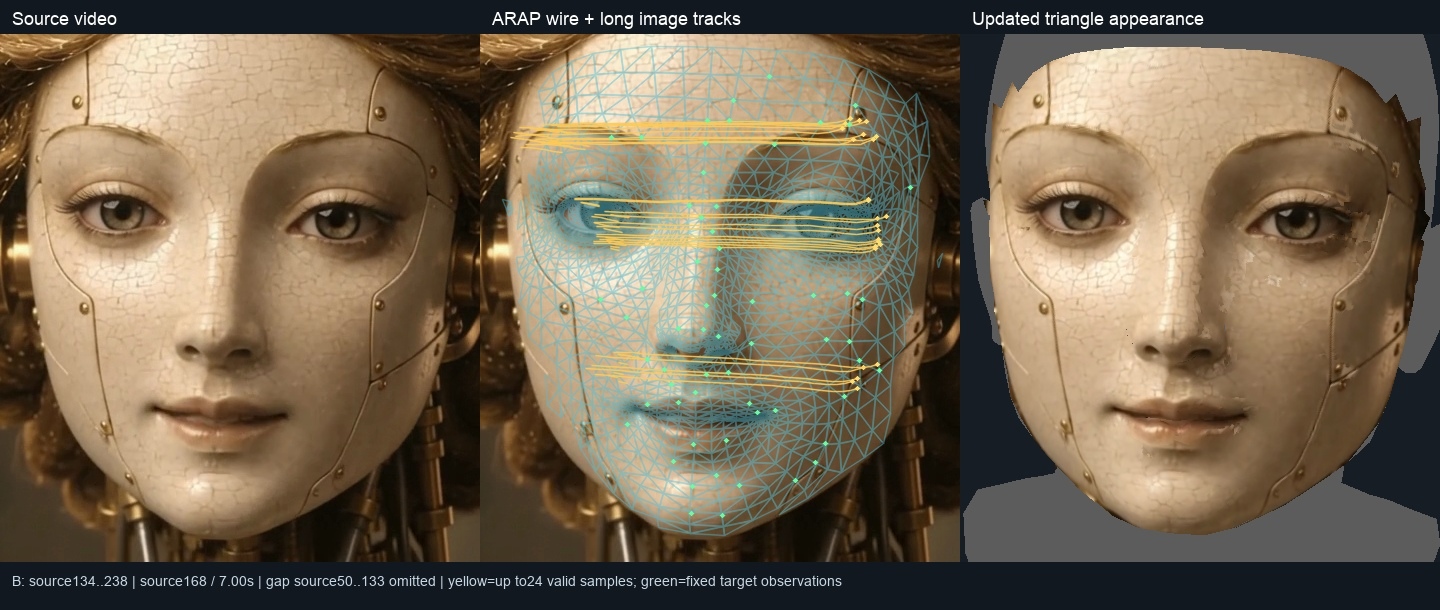 Source video
ARAP wire + long image tracks
Updated triangle appearance
B: source134..238 | source168 / 7.00s | gap source50..133 omitted | yellow=up to24 valid samples; green=fixed target observations